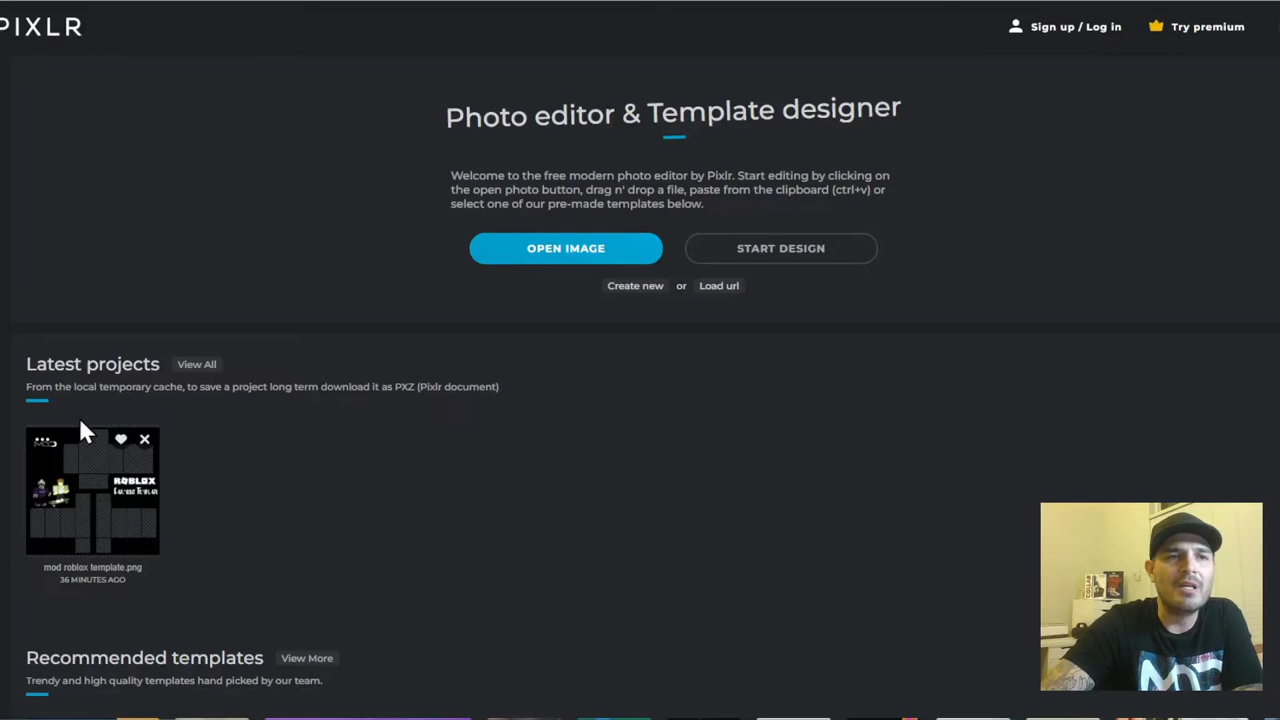 PIXLR
Sign up / Log in
Try premium
Photo editor & Template designer
Welcome to the free modern photo editor by Pixlr. Start editing by clicking on
the open photo button, drag n' drop a file, paste from the clipboard (ctrl+v) or
select one of our pre-made templates below.
OPEN IMAGE
START DESIGN
Create new or Load url
Latest projects
View All
From the local temporary cache, to save a project long term download it as PXZ (Pixlr document)
ROBLOX
mod roblox template.png
36 MINUTES AGO
COLLAB
Recommended templates
View More
Trendy and high quality templates hand picked by our team.